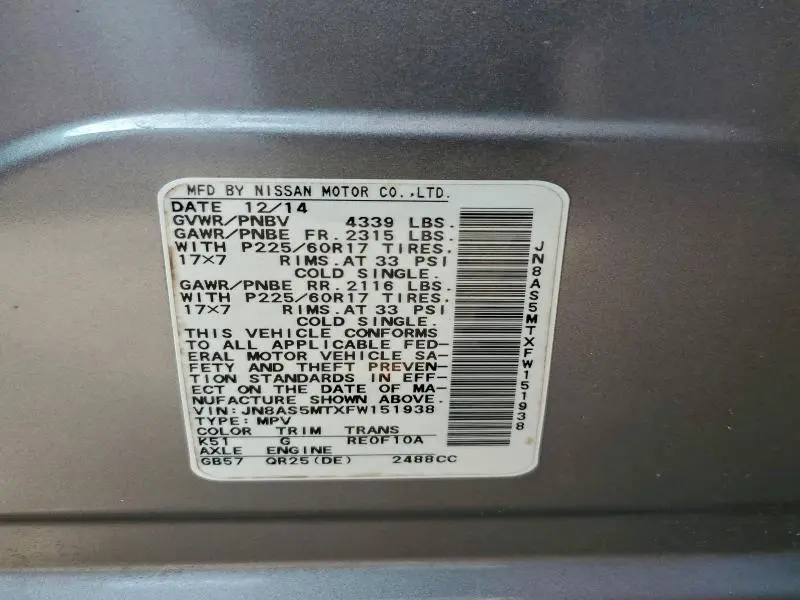 MFD BY NISSAN MOTOR CO.,LTD.
DATE 12/14
GVWR/PNBV 4339 LBS.
GAWR/PNBE FR. 2315 LBS.
WITH P225/60R17 TIRES.
17×7 RIMS.AT 33 PSI
COLD SINGLE.
GAWR/PNBE RR. 2116 LBS.
WITH P225/60R17 TIRES.
17×7 RIMS.AT 33 PSI
COLD SINGLE.
THIS VEHICLE CONFORMS
TO ALL APPLICABLE FED-
ERAL MOTOR VEHICLE SA-
FETY AND THEFT PREVEN-
TION STANDARDS IN EFF-
ECT ON THE DATE OF MA-
NUFACTURE SHOWN ABOVE.
VIN:JN8AS5MTXFW151938
TYPE:MPV
COLOR TRIM TRANS
K51 G RE0F10A
AXLE ENGINE
GB57 QR25(DE) 2488CC
JN8AS5MTXFW151938